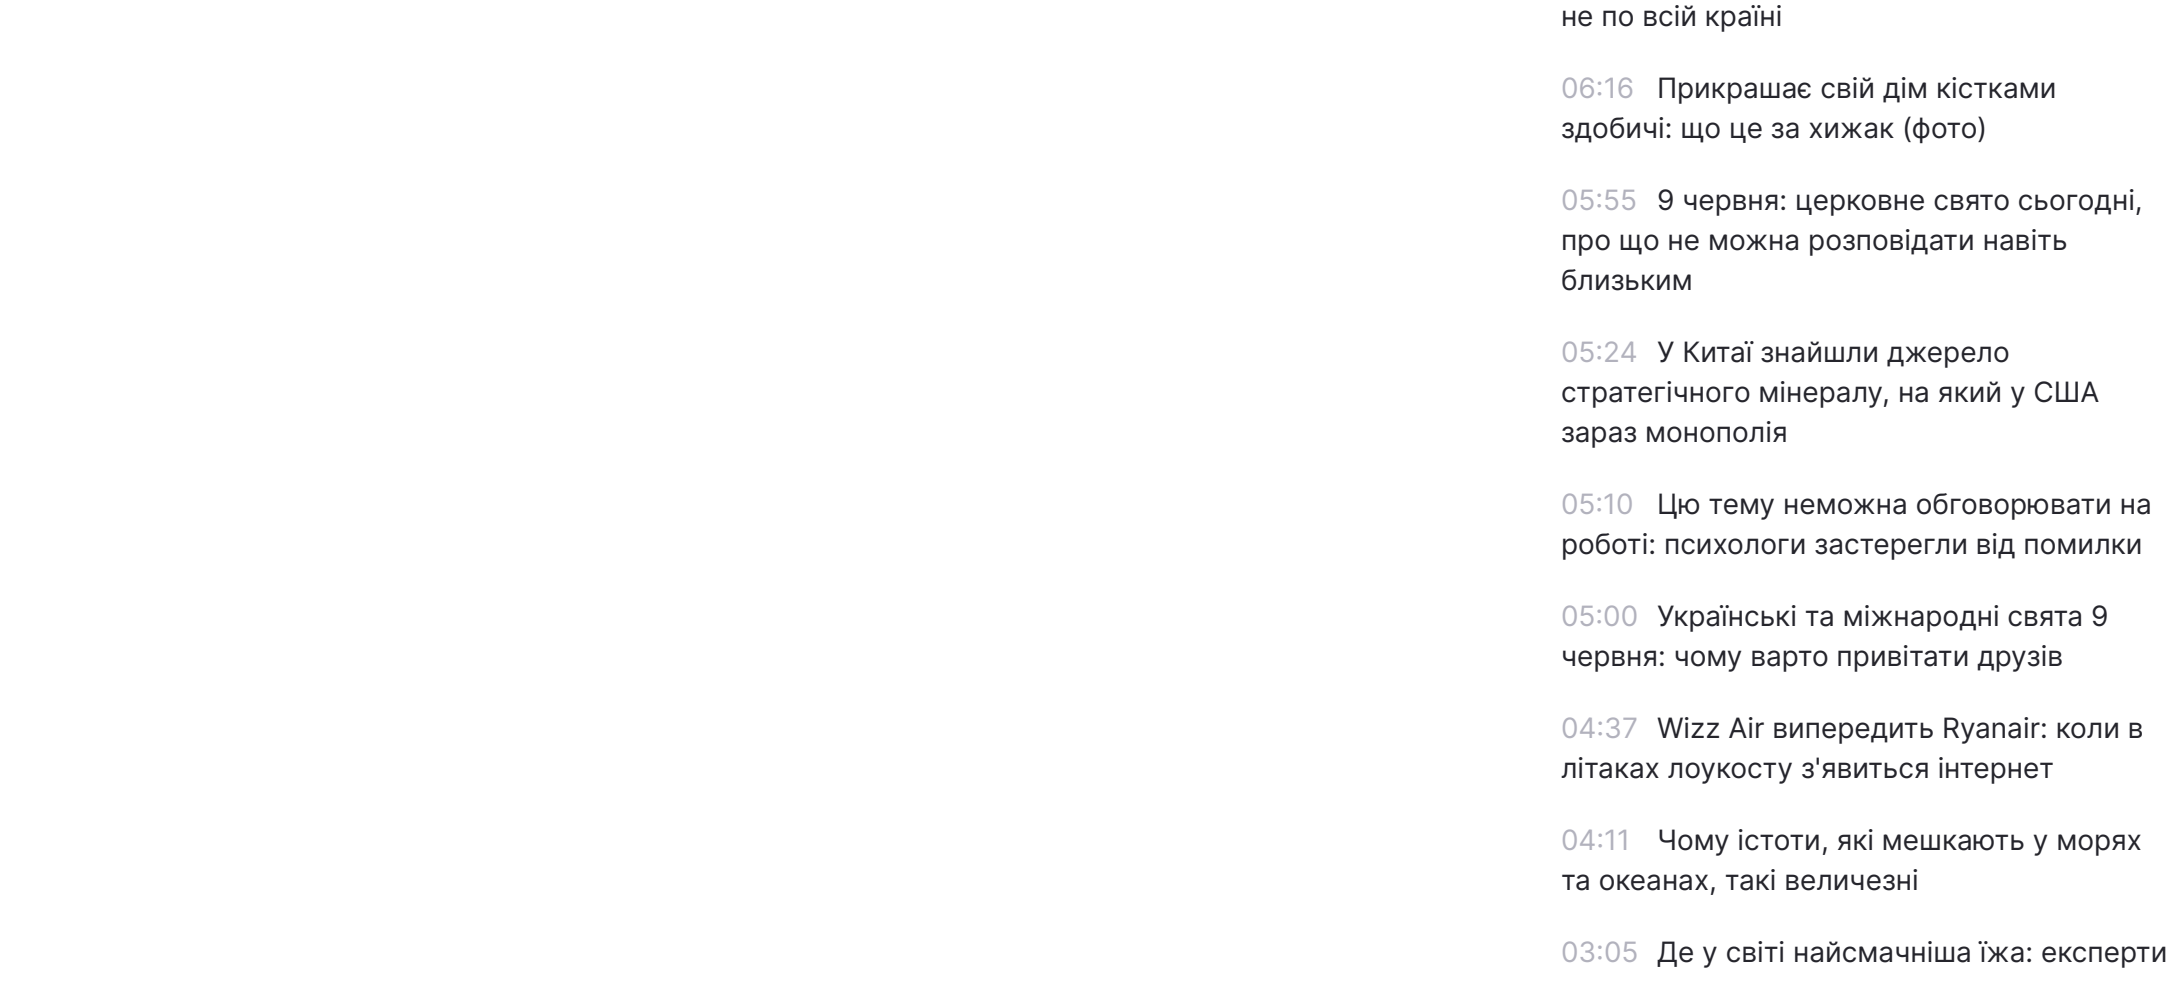 не по всій країні
06:16 Прикрашає свій дім кістками
здобичі: що це за хижак (фото)
05:55 9 червня: церковне свято сьогодні,
про що не можна розповідати навіть
близьким
05:24 У Китаї знайшли джерело
стратегічного мінералу, на який у США
зараз монополія
05:10 Цю тему неможна обговорювати на
роботі: психологи застерегли від помилки
05:00 Українські та міжнародні свята 9
червня: чому варто привітати друзів
04:37 Wizz Air випередить Ryanair: коли в
літаках лоукосту з'явиться інтернет
04:11 Чому істоти, які мешкають у морях
та океанах, такі величезні
03:05 Де у світі найсмачніша їжа: експерти